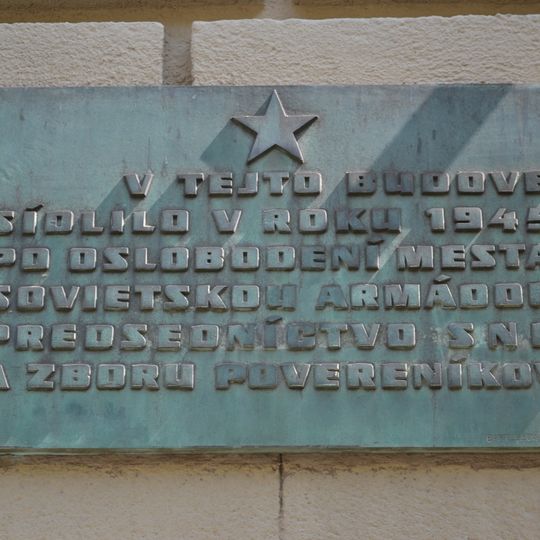 V TEJTO BUDOVE
SÍDLILO V ROKU 1945
PO OSLOBODENÍ MESTA
SOVIETSKOU ARMÁDOU
PREDSEDNÍCTVO SNR
A ZBORU POVERENÍKOV